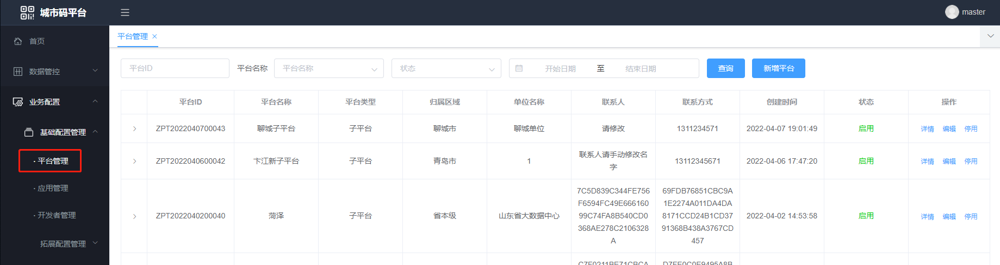 城市码平台
master
首页
数据管控
业务配置
基础配置管理
· 平台管理
· 应用管理
· 开发者管理
拓展配置管理
平台管理 ×
平台ID 平台名称 平台名称 状态 开始日期 至 结束日期 查询 新增平台
平台ID 平台名称 平台类型 归属区域 单位名称 联系人 联系方式 创建时间 状态 操作
ZPT2022040700043 聊城子平台 子平台 聊城市 聊城单位 请修改 1311234571 2022-04-07 19:01:49 启用 详情 编辑 停用
ZPT2022040600042 卞江新子平台 子平台 青岛市 1 联系人请手动修改名
字
13112345671 2022-04-06 17:47:20 启用 详情 编辑 停用
ZPT2022040200040 菏泽 子平台 省本级 山东省大数据中心
7C5D839C344FE756
F6594FC49E666160
99C74FA8B540CD0
368AE278C2106328
A
69FDB76851CBC9A
1E2274A011DA4DA
8171CCD24B1CD37
91368B438A3767CD
457
2022-04-02 14:53:58 启用 详情 编辑 停用
C7F0211BE71CBCA D7FE0C0E9495A8B